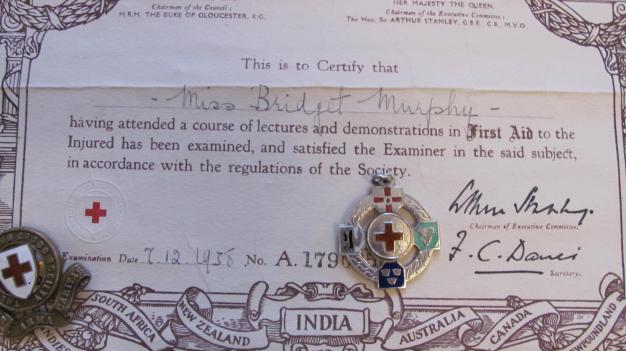 Chairman of the Council:
H.R.H. THE DUKE OF GLOUCESTER, K.G.
HER MAJESTY THE QUEEN.
Chairman of the Executive Committee:
The Hon. Sir ARTHUR STANLEY, G.B.E. C.B. M.V.O.
This is to Certify that
- Miss Bridget Murphy -
having attended a course of lectures and demonstrations in First Aid to the
Injured has been examined, and satisfied the Examiner in the said subject,
in accordance with the regulations of the Society.
Arthur Stanley.
Chairman of Executive Committee.
F. C. Davies
Secretary.
Examination Date 7.12.1938 No. A. 179
SOUTH AFRICA
NEW ZEALAND
INDIA
AUSTRALIA
CANADA
NEWFOUNDLAND